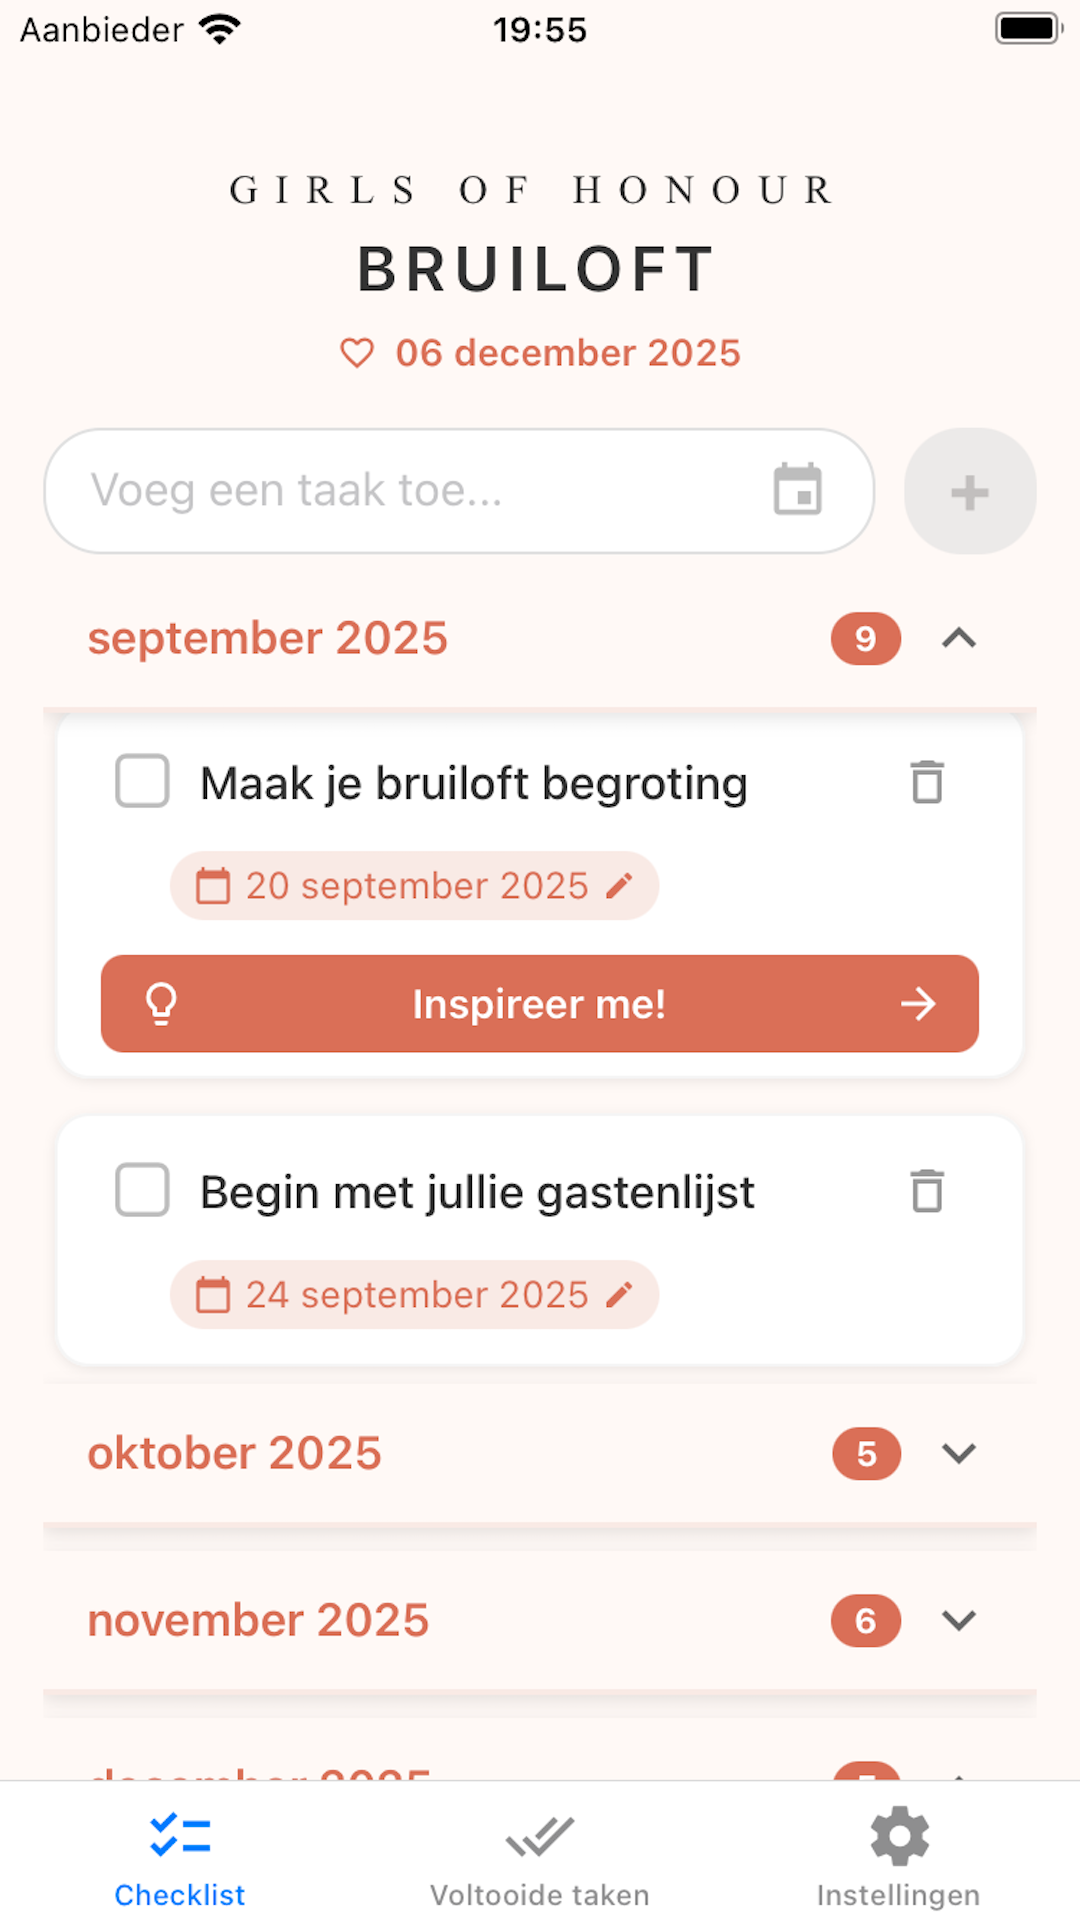 Aanbieder
19:55
GIRLS OF HONOUR
BRUILOFT
06 december 2025
Voeg een taak toe...
september 2025
9
Maak je bruiloft begroting
20 september 2025
Inspireer me!
Begin met jullie gastenlijst
24 september 2025
oktober 2025
5
november 2025
6
december 2025
Checklist
Voltooide taken
Instellingen